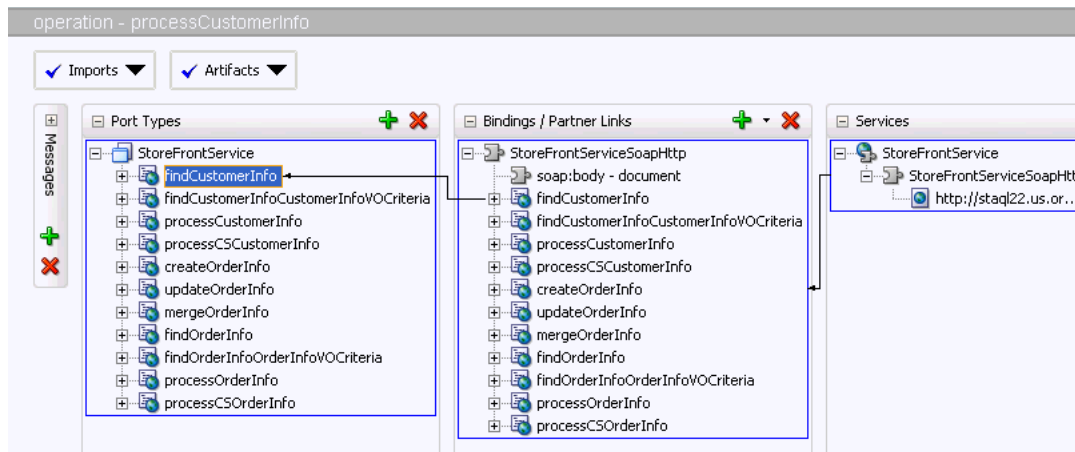 operation - processCustomerInfo
Imports
Artifacts
Messages
Port Types
StoreFrontService
findCustomerInfo
findCustomerInfoCustomerInfoVOCriteria
processCustomerInfo
processCSCustomerInfo
createOrderInfo
updateOrderInfo
mergeOrderInfo
findOrderInfo
findOrderInfoOrderInfoVOCriteria
processOrderInfo
processCSOrderInfo
Bindings / Partner Links
StoreFrontServiceSoapHttp
soap:body - document
findCustomerInfo
findCustomerInfoCustomerInfoVOCriteria
processCustomerInfo
processCSCustomerInfo
createOrderInfo
updateOrderInfo
mergeOrderInfo
findOrderInfo
findOrderInfoOrderInfoVOCriteria
processOrderInfo
processCSOrderInfo
Services
StoreFrontService
StoreFrontServiceSoapHtt
http://staql22.us.or...